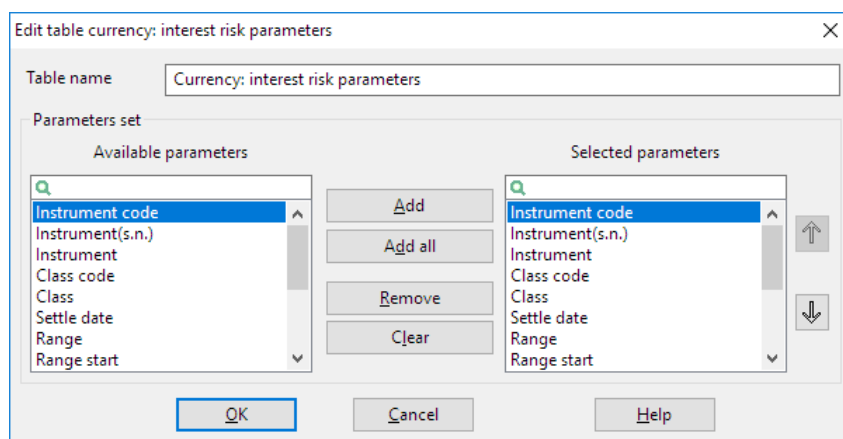 Edit table currency: interest risk parameters
Table name
Currency: interest risk parameters
Parameters set
Available parameters
Instrument code
Instrument(s.n.)
Instrument
Class code
Class
Settle date
Range
Range start
Add
Add all
Remove
Clear
Selected parameters
Instrument code
Instrument(s.n.)
Instrument
Class code
Class
Settle date
Range
Range start
OK
Cancel
Help